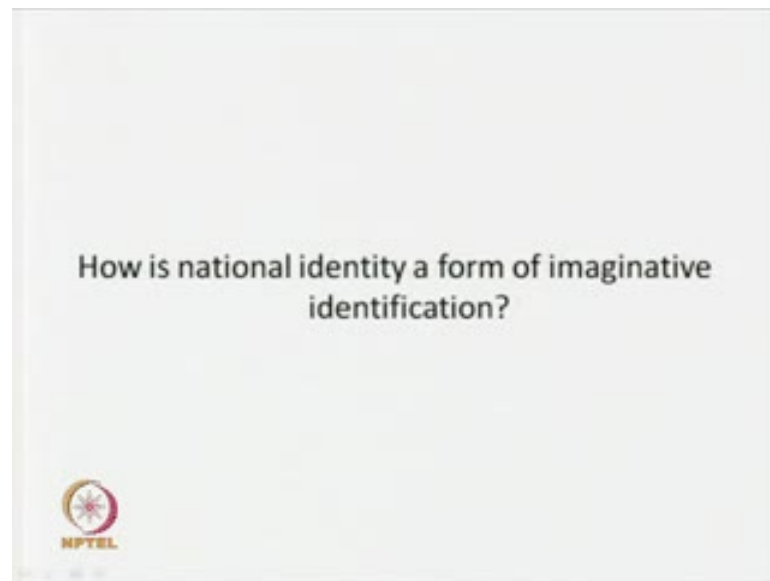 How is national identity a form of imaginative
identification?
NPTEL